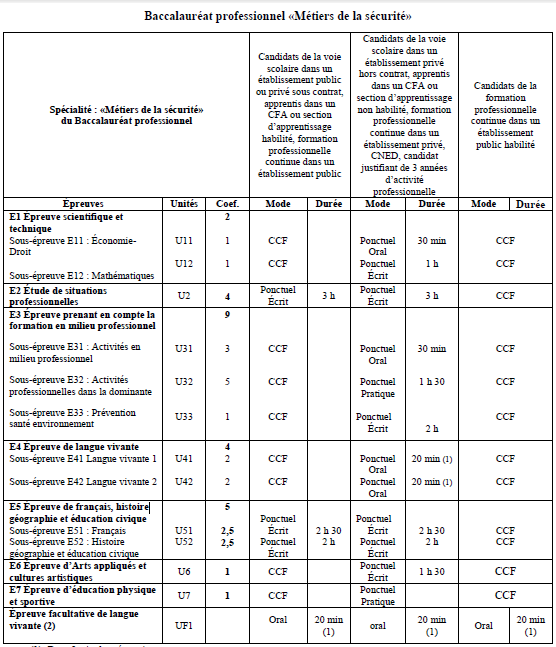 Baccalauréat professionnel «Métiers de la sécurité»
Spécialité : «Métiers de la sécurité»
du Baccalauréat professionnel
Candidats de la voie
scolaire dans un
établissement public
ou privé sous contrat,
apprentis dans un
CFA ou section
d'apprentissage
habilité, formation
professionnelle
continue dans un
établissement public
Candidats de la voie
scolaire dans un
établissement privé
hors contrat, apprentis
dans un CFA ou
section d'apprentissage
non habilité, formation
professionnelle
continue dans un
établissement privé,
CNED, candidat
justifiant de 3 années
d'activité
professionnelle
Candidats de la
formation
professionnelle
continue dans un
établissement
public habilité
Épreuves Unités Coef. Mode Durée Mode Durée Mode Durée
E1 Épreuve scientifique et 2
technique
Sous-épreuve E11 : Économie- U11 1 CCF Ponctuel 30 min CCF
Droit Oral
U12 1 CCF Ponctuel 1 h CCF
Sous-épreuve E12 : Mathématiques Écrit
E2 Étude de situations U2 4 Ponctuel 3 h Ponctuel 3 h CCF
professionnelles Écrit Écrit
E3 Épreuve prenant en compte la 9
formation en milieu professionnel
Sous-épreuve E31 : Activités en U31 3 CCF Ponctuel 30 min CCF
milieu professionnel Oral
Sous-épreuve E32 : Activités U32 5 CCF Ponctuel 1 h 30 CCF
professionnelles dans la dominante Pratique
Sous-épreuve E33 : Prévention U33 1 CCF Ponctuel CCF
santé environnement Écrit 2 h
E4 Épreuve de langue vivante 4
Sous-épreuve E41 Langue vivante 1 U41 2 CCF Ponctuel 20 min (1) CCF
Oral
Sous-épreuve E42 Langue vivante 2 U42 2 CCF Ponctuel 20 min (1) CCF
Oral
E5 Épreuve de français, histoire 5
géographie et éducation civique Ponctuel Ponctuel
Sous-épreuve E51 : Français U51 2,5 Écrit 2 h 30 Écrit 2 h 30 CCF
Sous-épreuve E52 : Histoire U52 2,5 Ponctuel 2 h Ponctuel 2 h CCF
géographie et éducation civique Écrit Écrit
E6 Épreuve d'Arts appliqués et U6 1 CCF Ponctuel 1 h 30 CCF
cultures artistiques Écrit
E7 Épreuve d'éducation physique U7 1 CCF Ponctuel CCF
et sportive Pratique
Epreuve facultative de langue UF1 Oral 20 min oral 20 min Oral 20 min
vivante (2) (1) (1) (1)